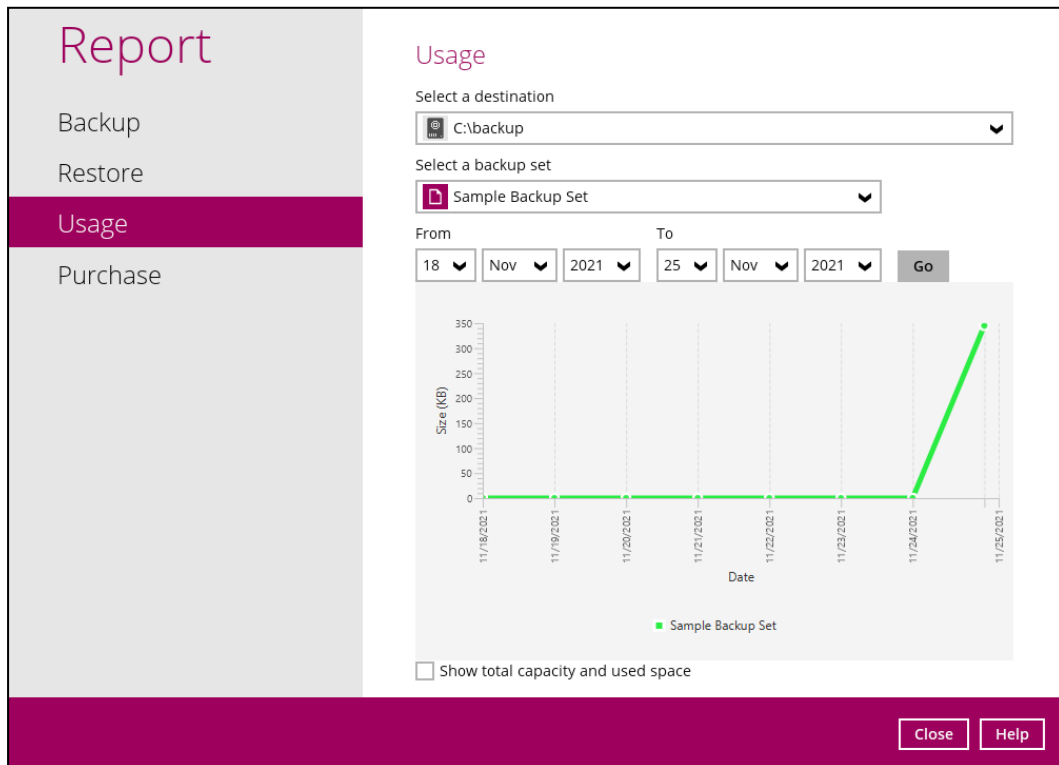 Report
Backup
Restore
Usage
Purchase
Usage
Select a destination
C:\backup
Select a backup set
Sample Backup Set
From To
18 Nov 2021 25 Nov 2021 Go
350
300
250
200
150
100
50
0
Size (KB)
11/18/2021 11/19/2021 11/20/2021 11/21/2021 11/22/2021 11/23/2021 11/24/2021 11/25/2021
Date
Sample Backup Set
Show total capacity and used space
Close Help